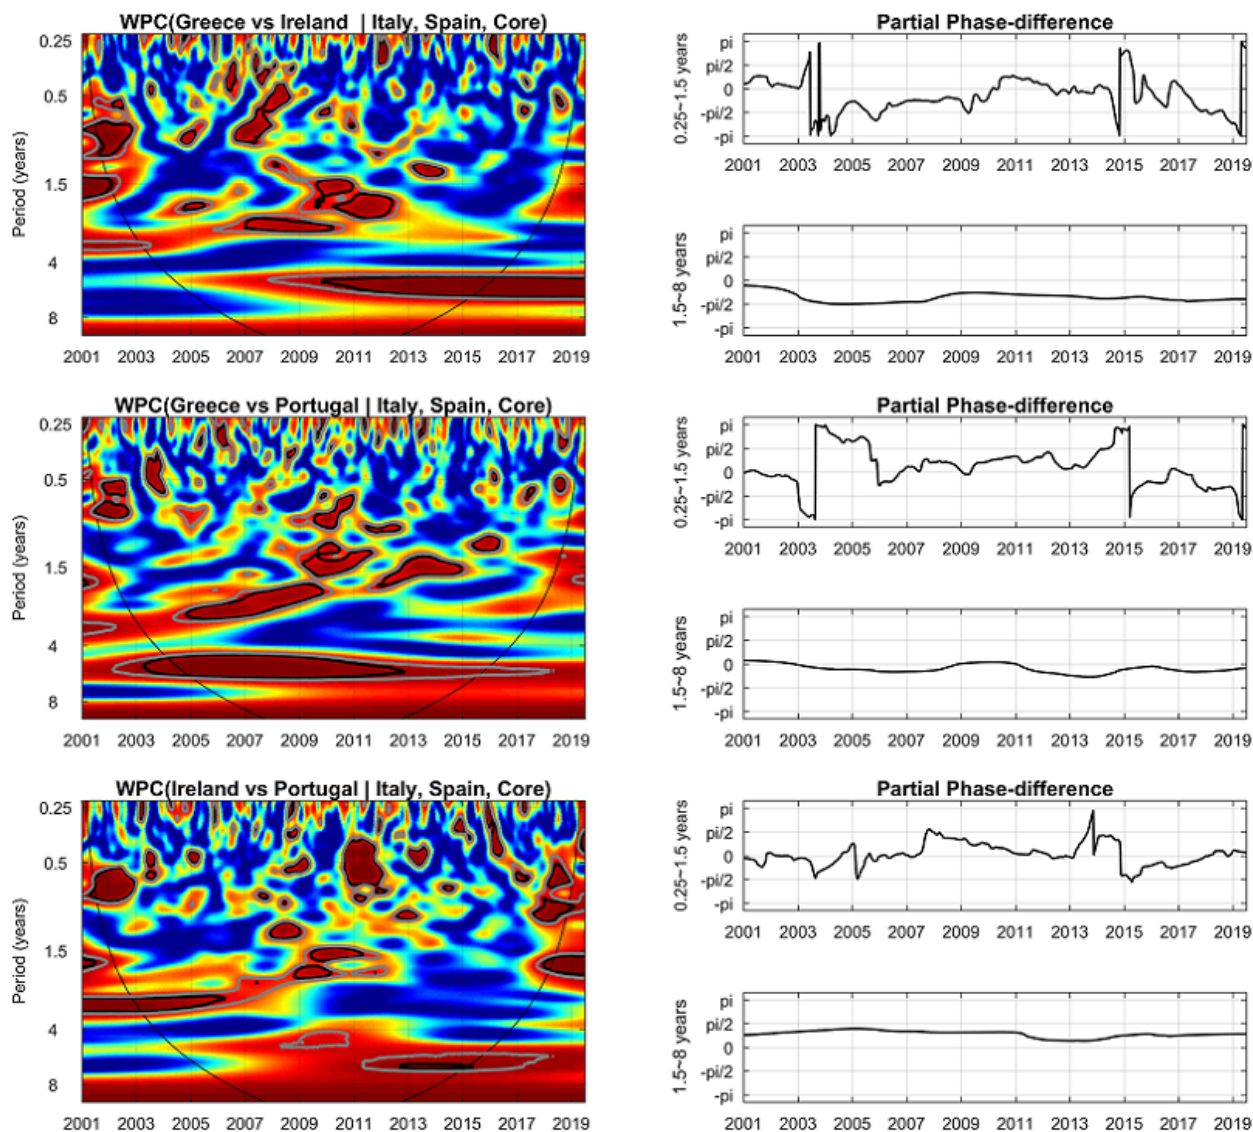 WPC(Greece vs Ireland | Italy, Spain, Core)
Period (years)
0.25
0.5
1.5
4
8
2001 2003 2005 2007 2009 2011 2013 2015 2017 2019
Partial Phase-difference
0.25~1.5 years
pi
pi/2
0
-pi/2
-pi
2001 2003 2005 2007 2009 2011 2013 2015 2017 2019
1.5~8 years
pi
pi/2
0
-pi/2
-pi
2001 2003 2005 2007 2009 2011 2013 2015 2017 2019
WPC(Greece vs Portugal | Italy, Spain, Core)
Period (years)
0.25
0.5
1.5
4
8
2001 2003 2005 2007 2009 2011 2013 2015 2017 2019
Partial Phase-difference
0.25~1.5 years
pi
pi/2
0
-pi/2
-pi
2001 2003 2005 2007 2009 2011 2013 2015 2017 2019
1.5~8 years
pi
pi/2
0
-pi/2
-pi
2001 2003 2005 2007 2009 2011 2013 2015 2017 2019
WPC(Ireland vs Portugal | Italy, Spain, Core)
Period (years)
0.25
0.5
1.5
4
8
2001 2003 2005 2007 2009 2011 2013 2015 2017 2019
Partial Phase-difference
0.25~1.5 years
pi
pi/2
0
-pi/2
-pi
2001 2003 2005 2007 2009 2011 2013 2015 2017 2019
1.5~8 years
pi
pi/2
0
-pi/2
-pi
2001 2003 2005 2007 2009 2011 2013 2015 2017 2019